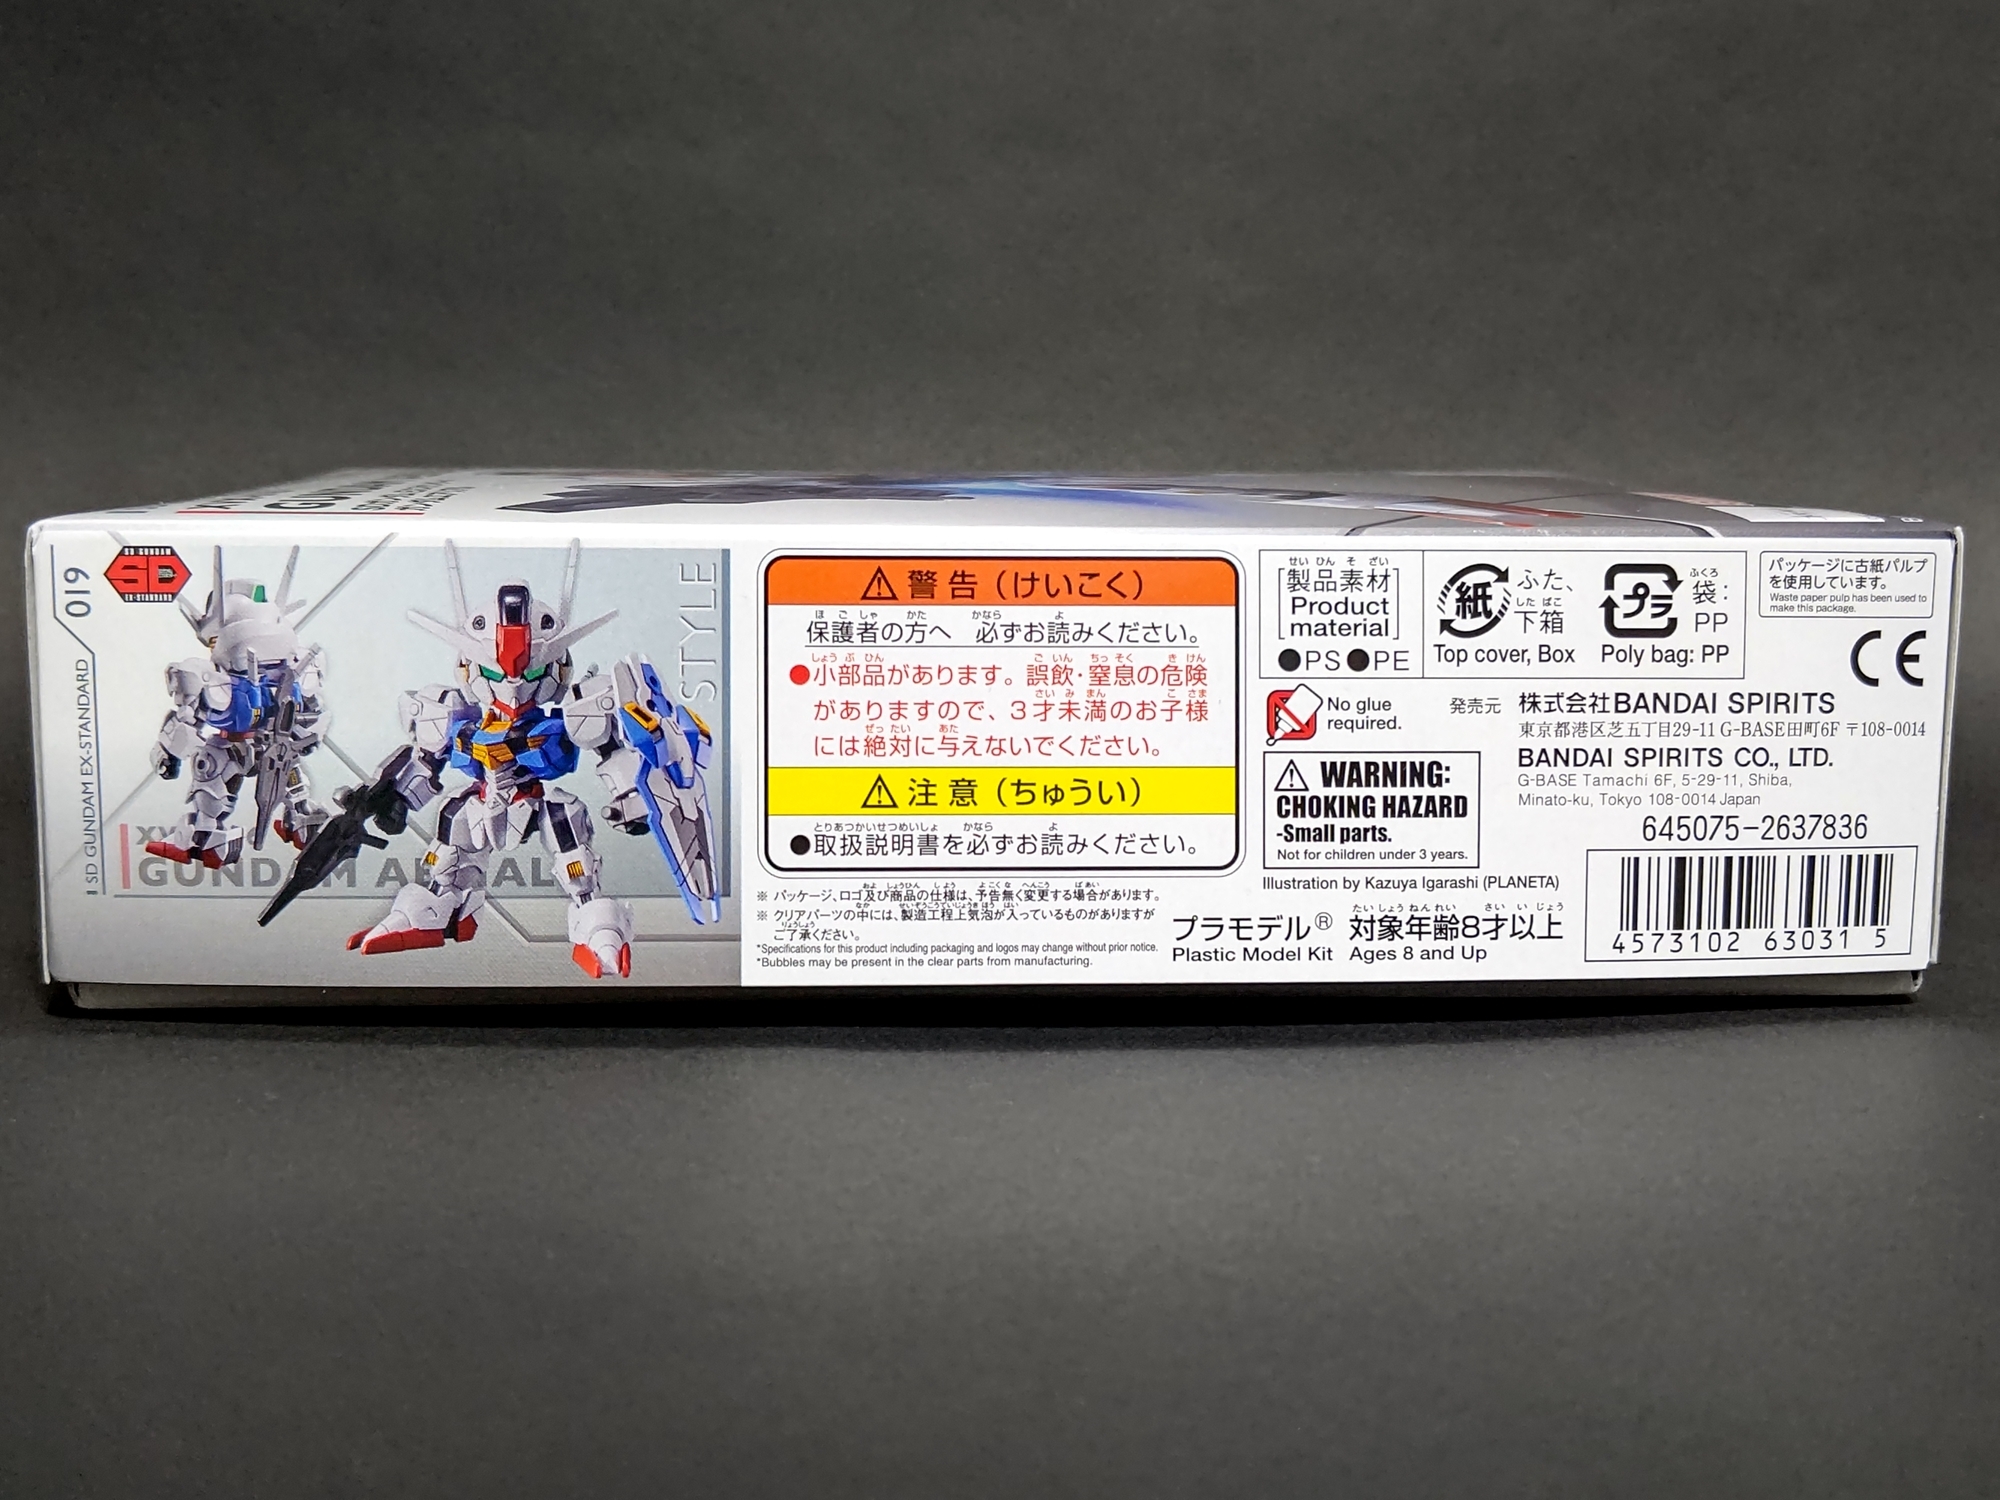 SD GUNDAM
SD
EX-STANDARD
019
SD GUNDAM EX-STANDARD
STYLE
GUNDAM AERIAL
警告（けいこく）
保護者の方へ 必ずお読みください。
●小部品があります。誤飲・窒息の危険
がありますので、3才未満のお子様
には絶対に与えないでください。
注意（ちゅうい）
●取扱説明書を必ずお読みください。
※ パッケージ、ロゴ及び商品の仕様は、予告無く変更する場合があります。
※ クリアパーツの中には、製造工程上気泡が入っているものがありますが
ご了承ください。
*Specifications for this product including packaging and logos may change without prior notice.
*Bubbles may be present in the clear parts from manufacturing.
製品素材
Product
material
●PS●PE
紙
ふた、
下箱
Top cover, Box
プラ
袋：
PP
Poly bag: PP
パッケージに古紙パルプ
を使用しています。
Waste paper pulp has been used to
make this package.
CE
No glue
required.
発売元 株式会社BANDAI SPIRITS
東京都港区芝五丁目29-11 G-BASE田町6F 〒108-0014
BANDAI SPIRITS CO., LTD.
G-BASE Tamachi 6F, 5-29-11, Shiba,
Minato-ku, Tokyo 108-0014 Japan
WARNING:
CHOKING HAZARD
-Small parts.
Not for children under 3 years.
Illustration by Kazuya Igarashi (PLANETA)
プラモデル® 対象年齢8才以上
Plastic Model Kit Ages 8 and Up
645075-2637836
4573102 63031 5